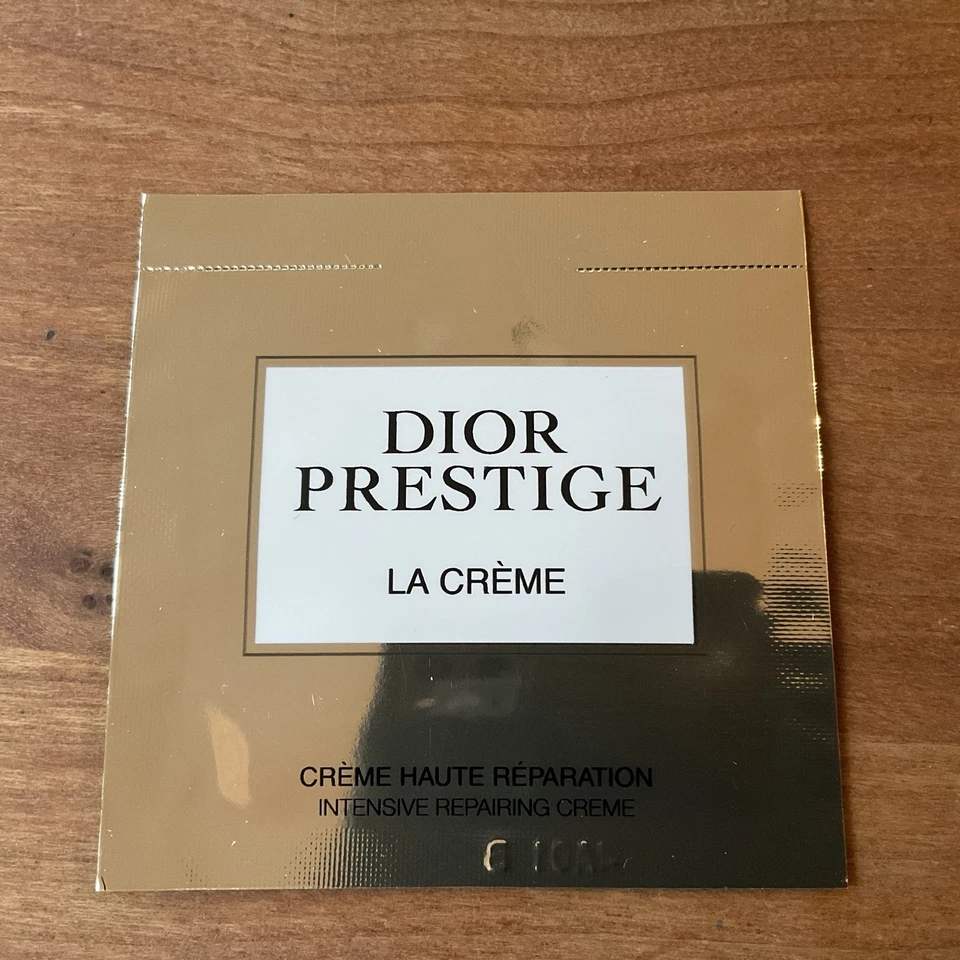 DIOR
PRESTIGE
LA CRÈME
CRÈME HAUTE RÉPARATION
INTENSIVE REPAIRING CREME